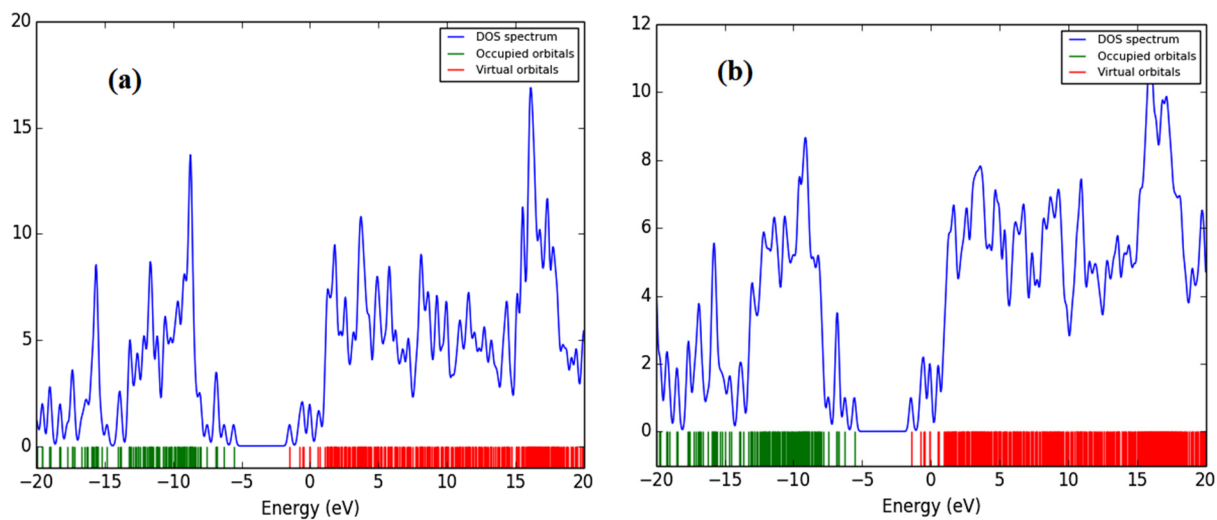 20
15
10
5
0
(a)
DOS spectrum
Occupied orbitals
Virtual orbitals
−20 −15 −10 −5 0 5 10 15 20
Energy (eV)
12
10
8
6
4
2
0
(b)
DOS spectrum
Occupied orbitals
Virtual orbitals
−20 −15 −10 −5 0 5 10 15 20
Energy (eV)